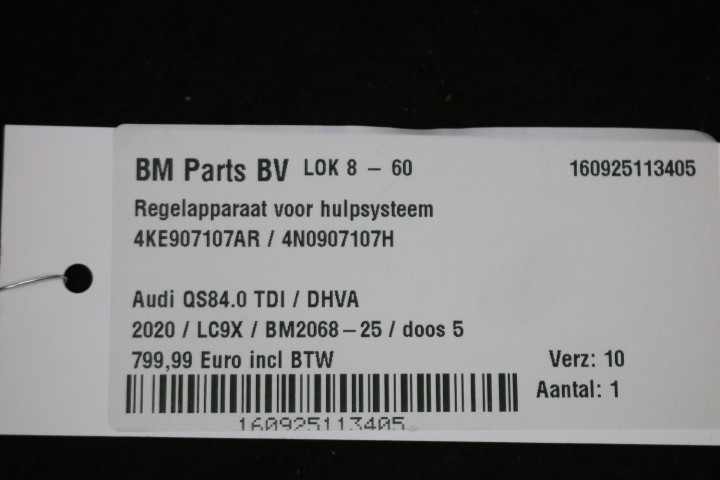 BM Parts BV LOK 8 – 60 160925113405
Regelapparaat voor hulpsysteem
4KE907107AR / 4N0907107H
Audi QS84.0 TDI / DHVA
2020 / LC9X / BM2068–25 / doos 5
799,99 Euro incl BTW Verz: 10
Aantal: 1
160925113405